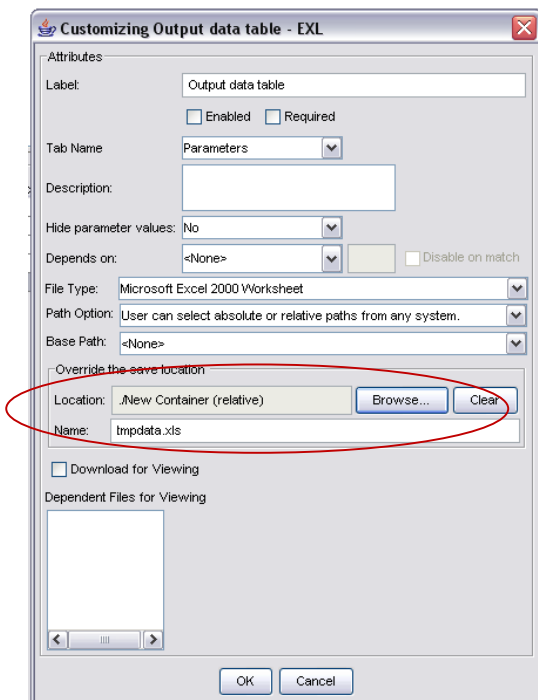 Customizing Output data table - EXL
Attributes
Label: Output data table
Enabled Required
Tab Name Parameters
Description:
Hide parameter values: No
Depends on: <None> Disable on match
File Type: Microsoft Excel 2000 Worksheet
Path Option: User can select absolute or relative paths from any system.
Base Path: <None>
Override the save location
Location: ./New Container (relative) Browse... Clear
Name: tmpdata.xls
Download for Viewing
Dependent Files for Viewing
OK Cancel